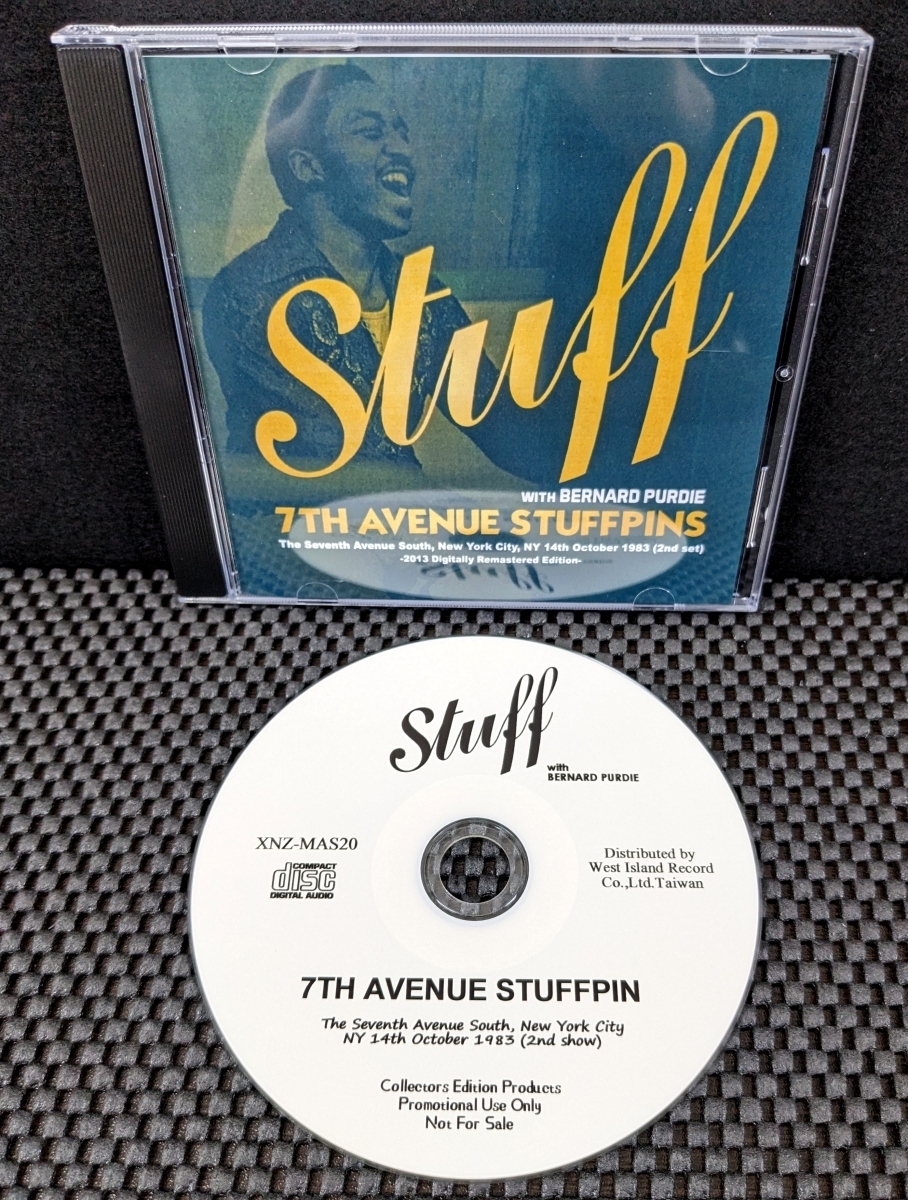 Stuff
WITH BERNARD PURDIE
7TH AVENUE STUFFPINS
The Seventh Avenue South, New York City, NY 14th October 1983 (2nd set)
-2013 Digitally Remastered Edition-
Stuff
with
BERNARD PURDIE
XNZ-MAS20
COMPACT
disc
DIGITAL AUDIO
Distributed by
West Island Record
Co.,Ltd.Taiwan
7TH AVENUE STUFFPIN
The Seventh Avenue South, New York City
NY 14th October 1983 (2nd show)
Collectors Edition Products
Promotional Use Only
Not For Sale